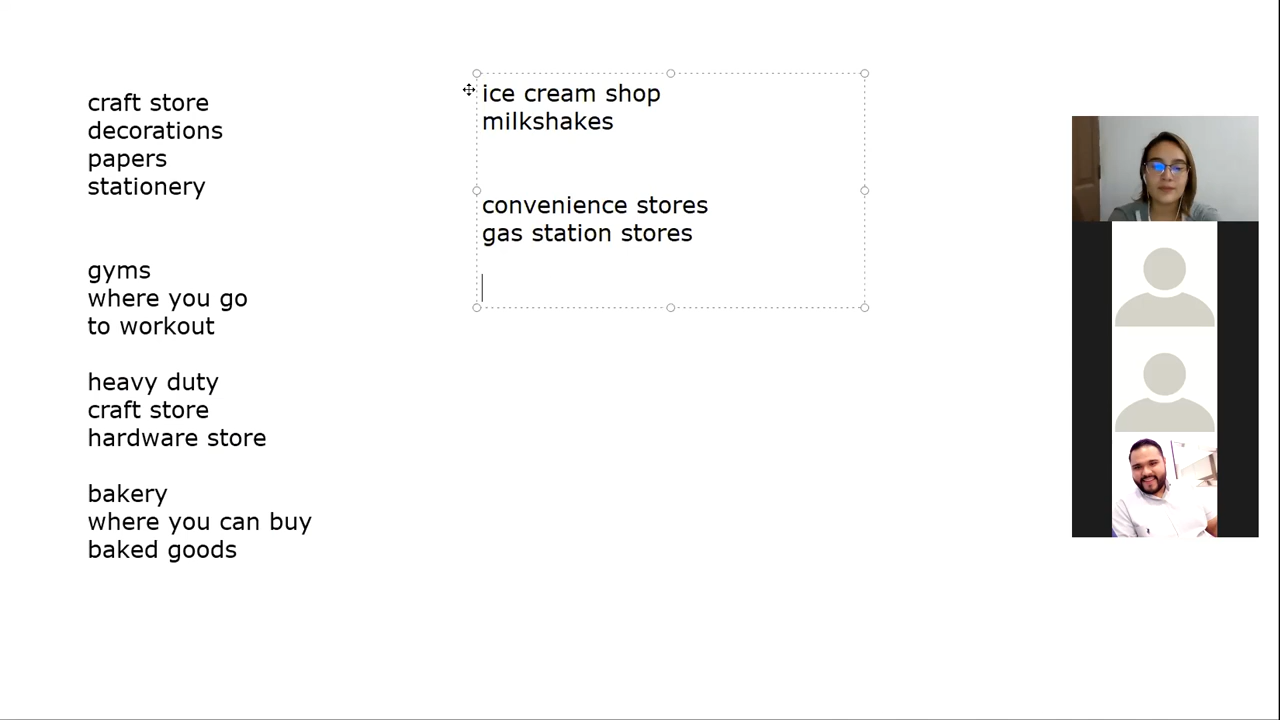 craft store
decorations
papers
stationery
gyms
where you go
to workout
heavy duty
craft store
hardware store
bakery
where you can buy
baked goods
ice cream shop
milkshakes
convenience stores
gas station stores